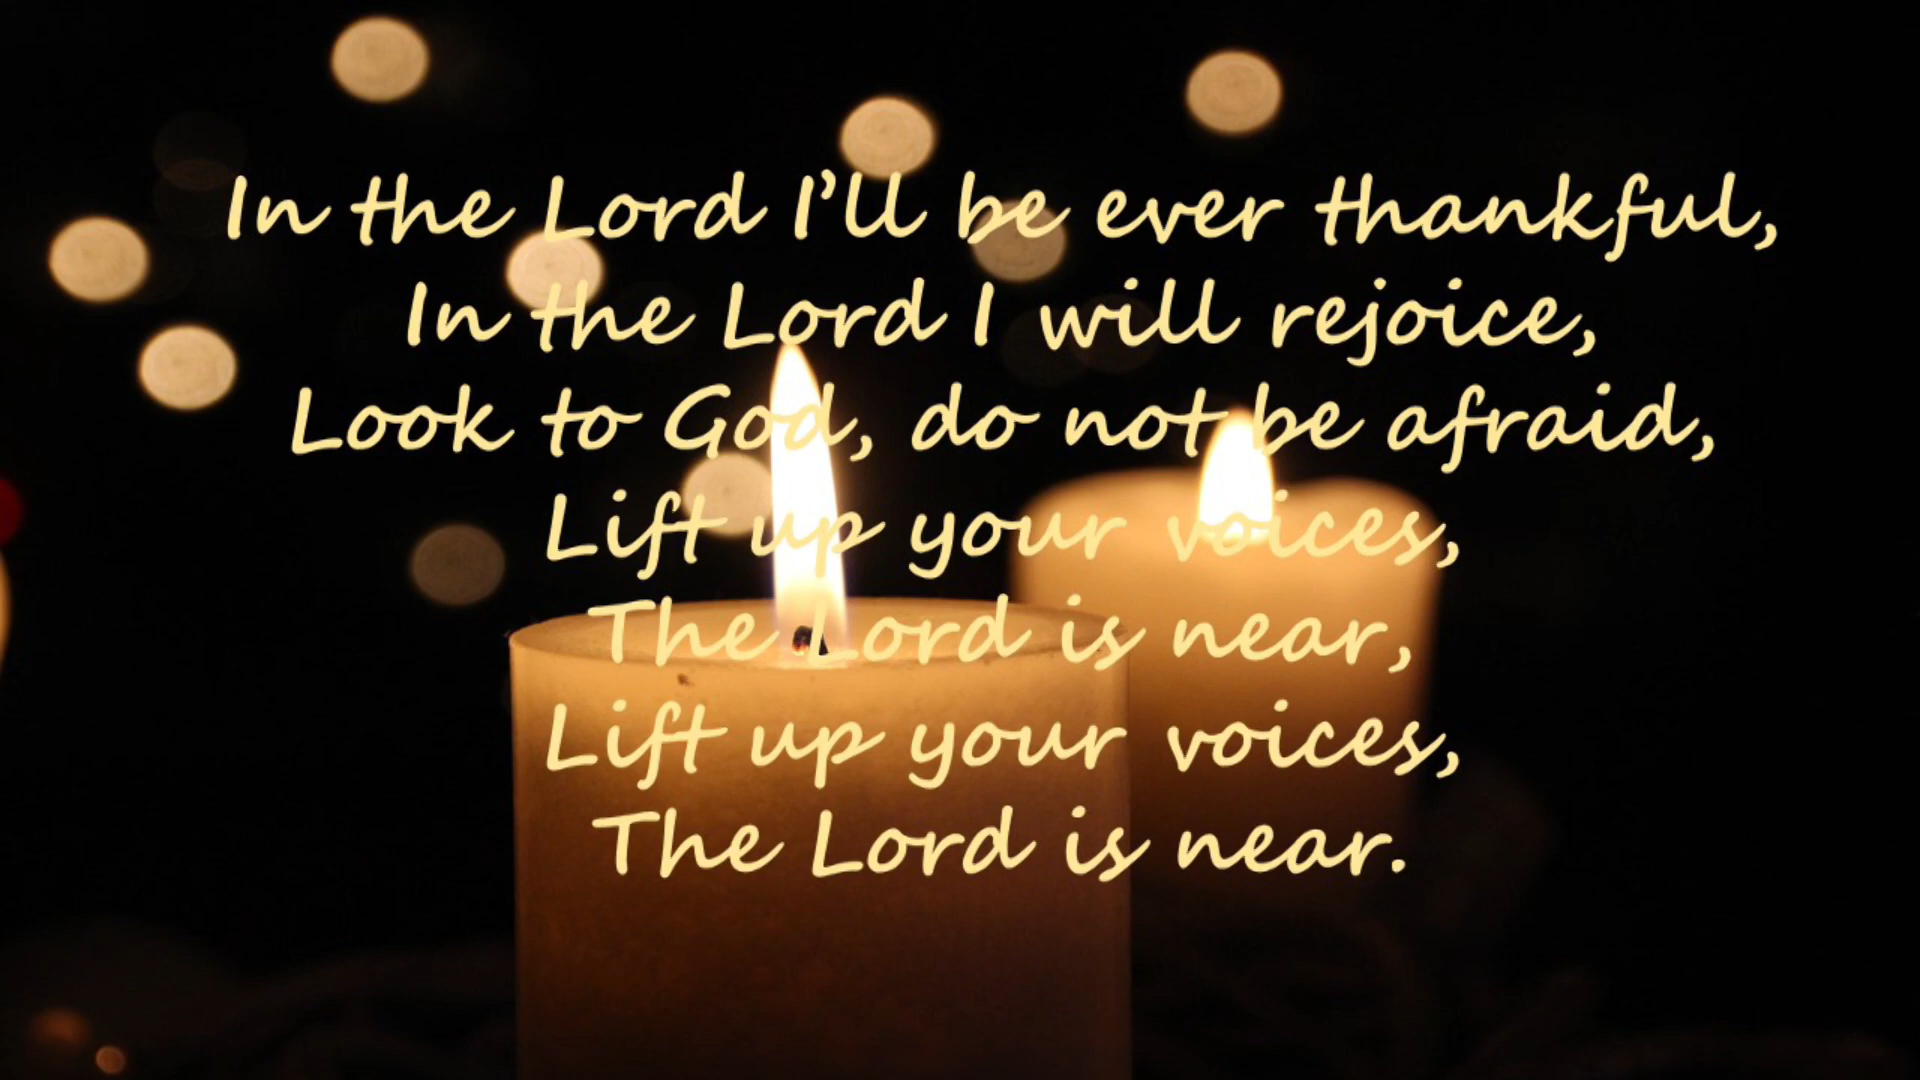 In the Lord I’ll be ever thankful,
In the Lord I will rejoice,
Look to God, do not be afraid,
Lift up your voices,
The Lord is near,
Lift up your voices,
The Lord is near.